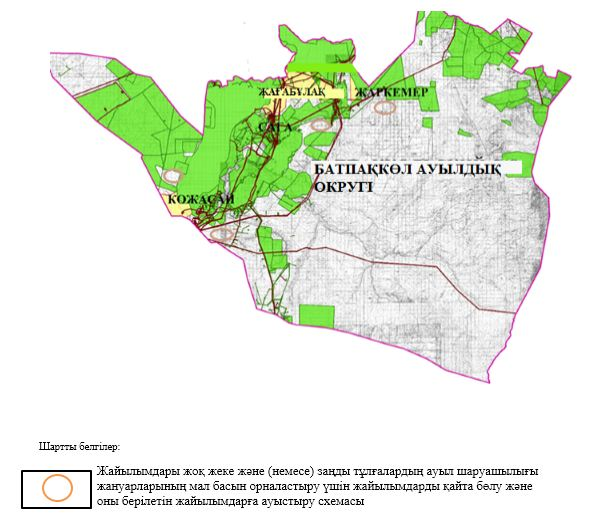 ЖАҒАБҰЛАҚ
ЖАРКЕМЕР
САҒА
БАТПАҚКӨЛ АУЫЛДЫҚ
ОКРУГІ
КОЖАСАЙ
Шартты белгілер:
Жайылымдары жоқ жеке және (немесе) заңды тұлғалардың ауыл шаруашылығы
жануарларының мал басын орналастыру үшін жайылымдарды қайта бөлу және
оны берілетін жайылымдарға ауыстыру схемасы